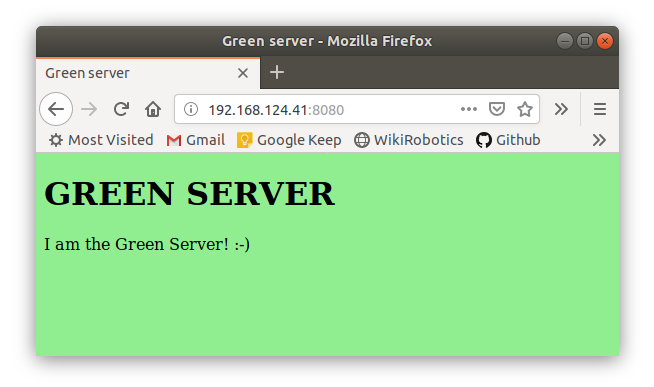 Green server - Mozilla Firefox
Green server
192.168.124.41:8080
Most Visited Gmail Google Keep WikiRobotics Github
GREEN SERVER
I am the Green Server! :-)